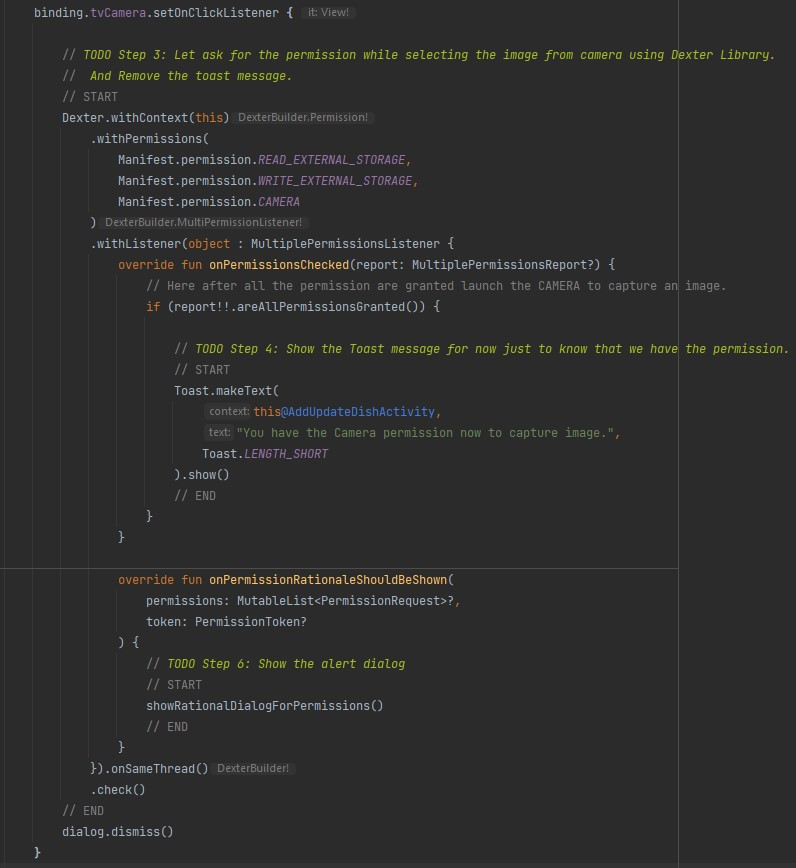 binding.tvCamera.setOnClickListener { it: View!
// TODO Step 3: Let ask for the permission while selecting the image from camera using Dexter Library.
//  And Remove the toast message.
// START
Dexter.withContext(this) DexterBuilder.Permission!
.withPermissions(
Manifest.permission.READ_EXTERNAL_STORAGE,
Manifest.permission.WRITE_EXTERNAL_STORAGE,
Manifest.permission.CAMERA
) DexterBuilder.MultiPermissionListener!
.withListener(object : MultiplePermissionsListener {
override fun onPermissionsChecked(report: MultiplePermissionsReport?) {
// Here after all the permission are granted launch the CAMERA to capture an image.
if (report!!.areAllPermissionsGranted()) {
// TODO Step 4: Show the Toast message for now just to know that we have the permission.
// START
Toast.makeText(
context: this@AddUpdateDishActivity,
text: "You have the Camera permission now to capture image.",
Toast.LENGTH_SHORT
).show()
// END
}
}
override fun onPermissionRationaleShouldBeShown(
permissions: MutableList<PermissionRequest>?,
token: PermissionToken?
) {
// TODO Step 6: Show the alert dialog
// START
showRationalDialogForPermissions()
// END
}
}).onSameThread() DexterBuilder!
.check()
// END
dialog.dismiss()
}